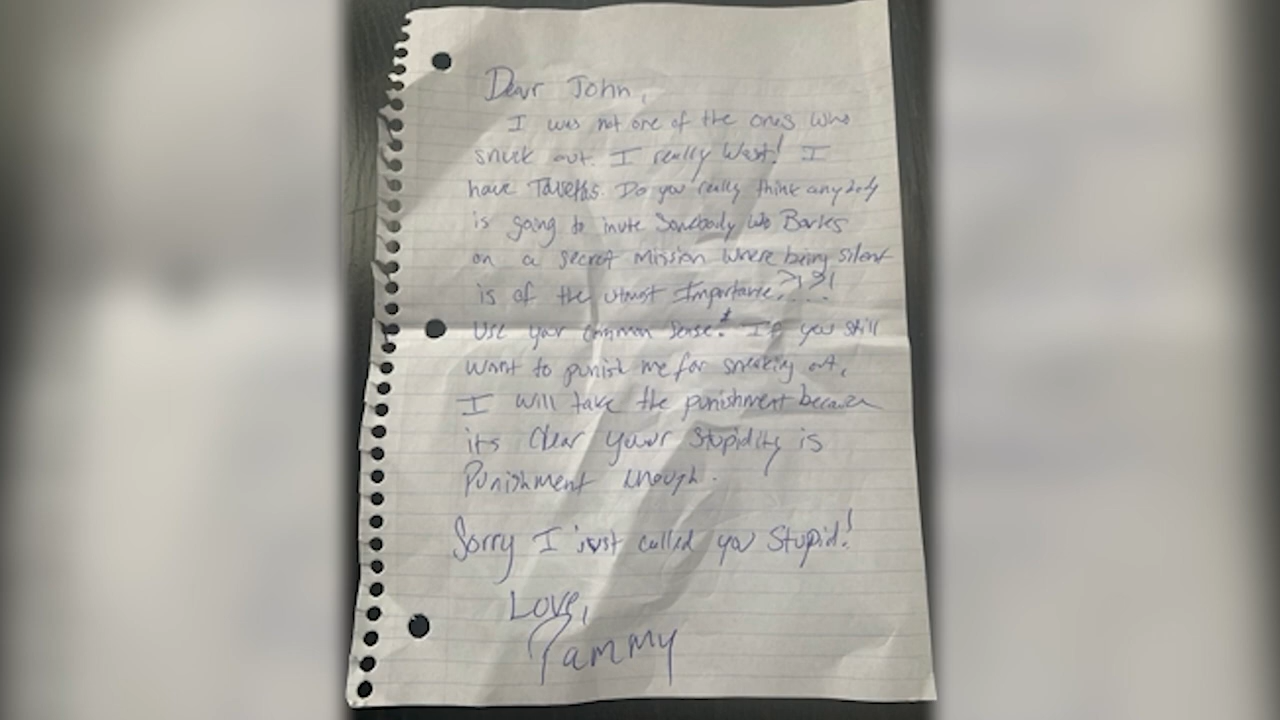 Dear John,
I was not one of the ones who
snuck out. I really wast! I
have Tourettes. Do you really think anybody
is going to invite Somebody who Barks
on a secret mission where being silent
is of the utmost Importance?!?!
Use your common sense! If you still
want to punish me for sneaking out,
I will take the punishment because
its Clear your Stupidity is
Punishment enough.
Sorry I just called you Stupid!
Love,
Tammy